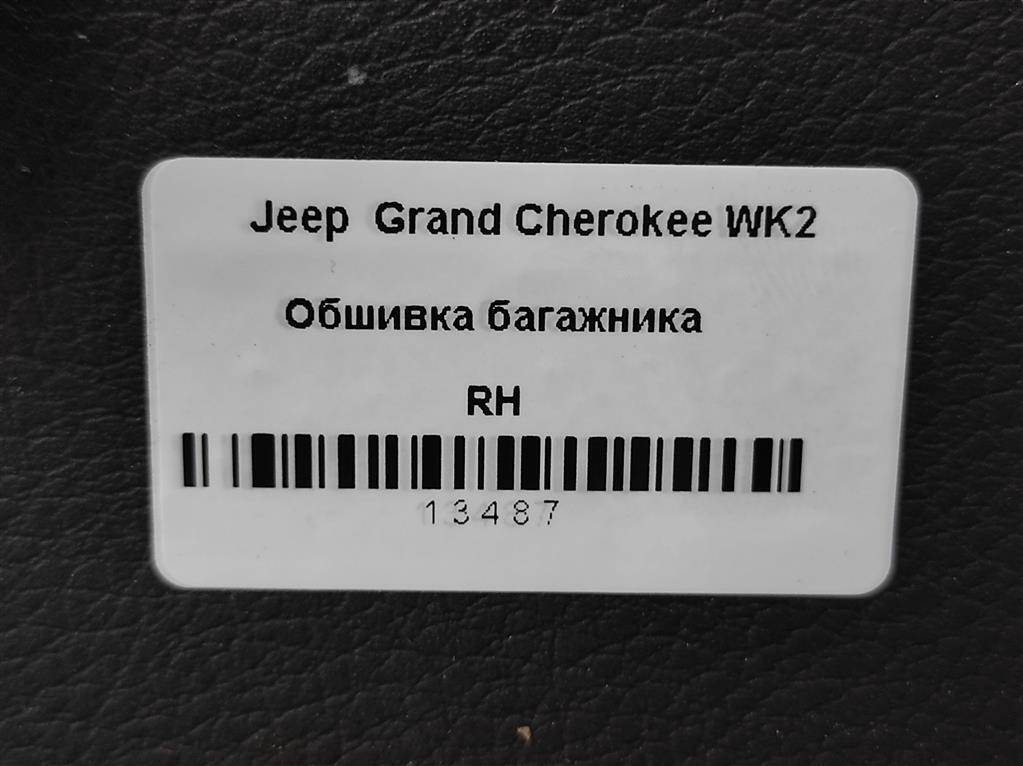 Jeep Grand Cherokee WK2
Обшивка багажника
RH
13487